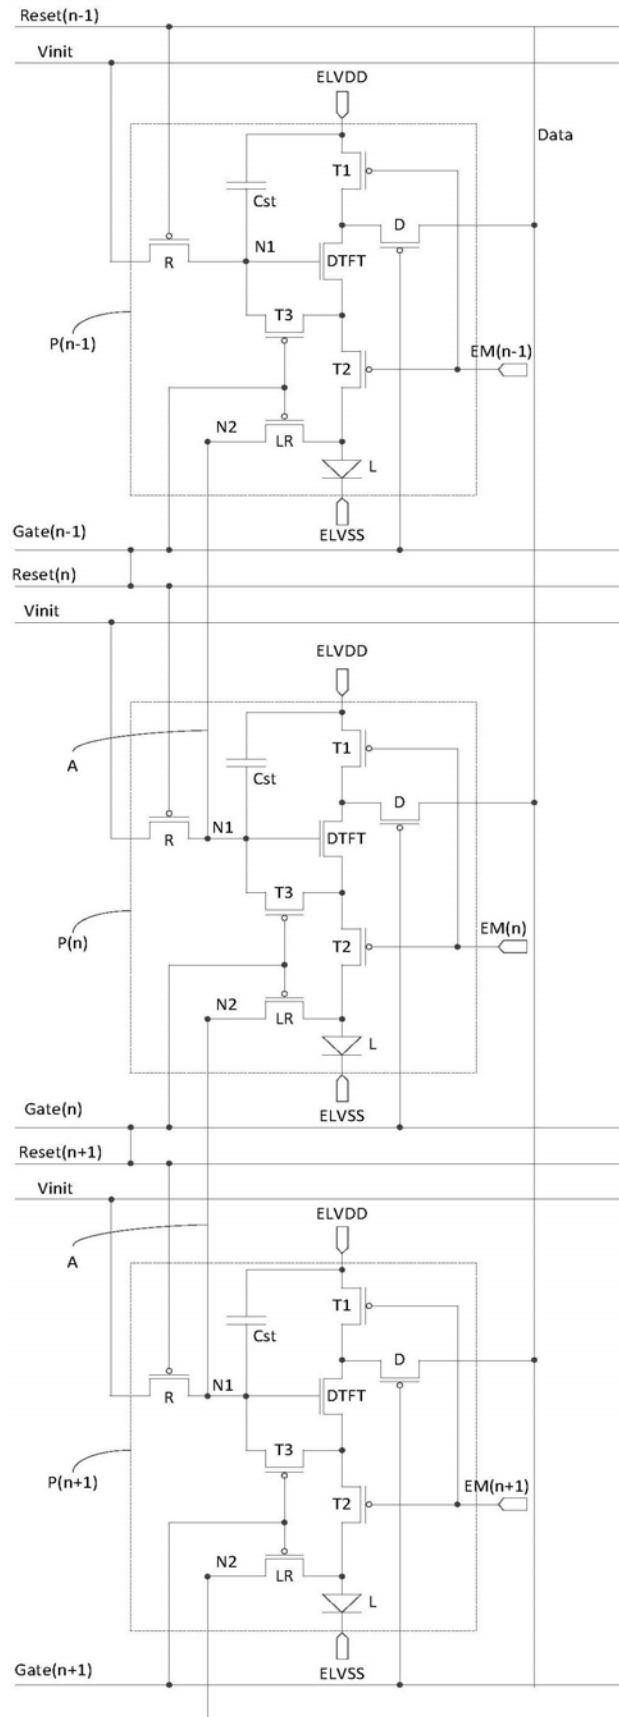 Reset(n-1)
Vinit
ELVDD
Data
T1
Cst
D
N1
DTFT
R
T3
P(n-1)
EM(n-1)
T2
N2
LR
L
Gate(n-1)
ELVSS
Reset(n)
Vinit
ELVDD
T1
A
Cst
D
N1
DTFT
R
T3
P(n)
EM(n)
T2
N2
LR
L
Gate(n)
ELVSS
Reset(n+1)
Vinit
ELVDD
A
T1
Cst
D
N1
DTFT
R
T3
P(n+1)
EM(n+1)
T2
N2
LR
L
Gate(n+1)
ELVSS